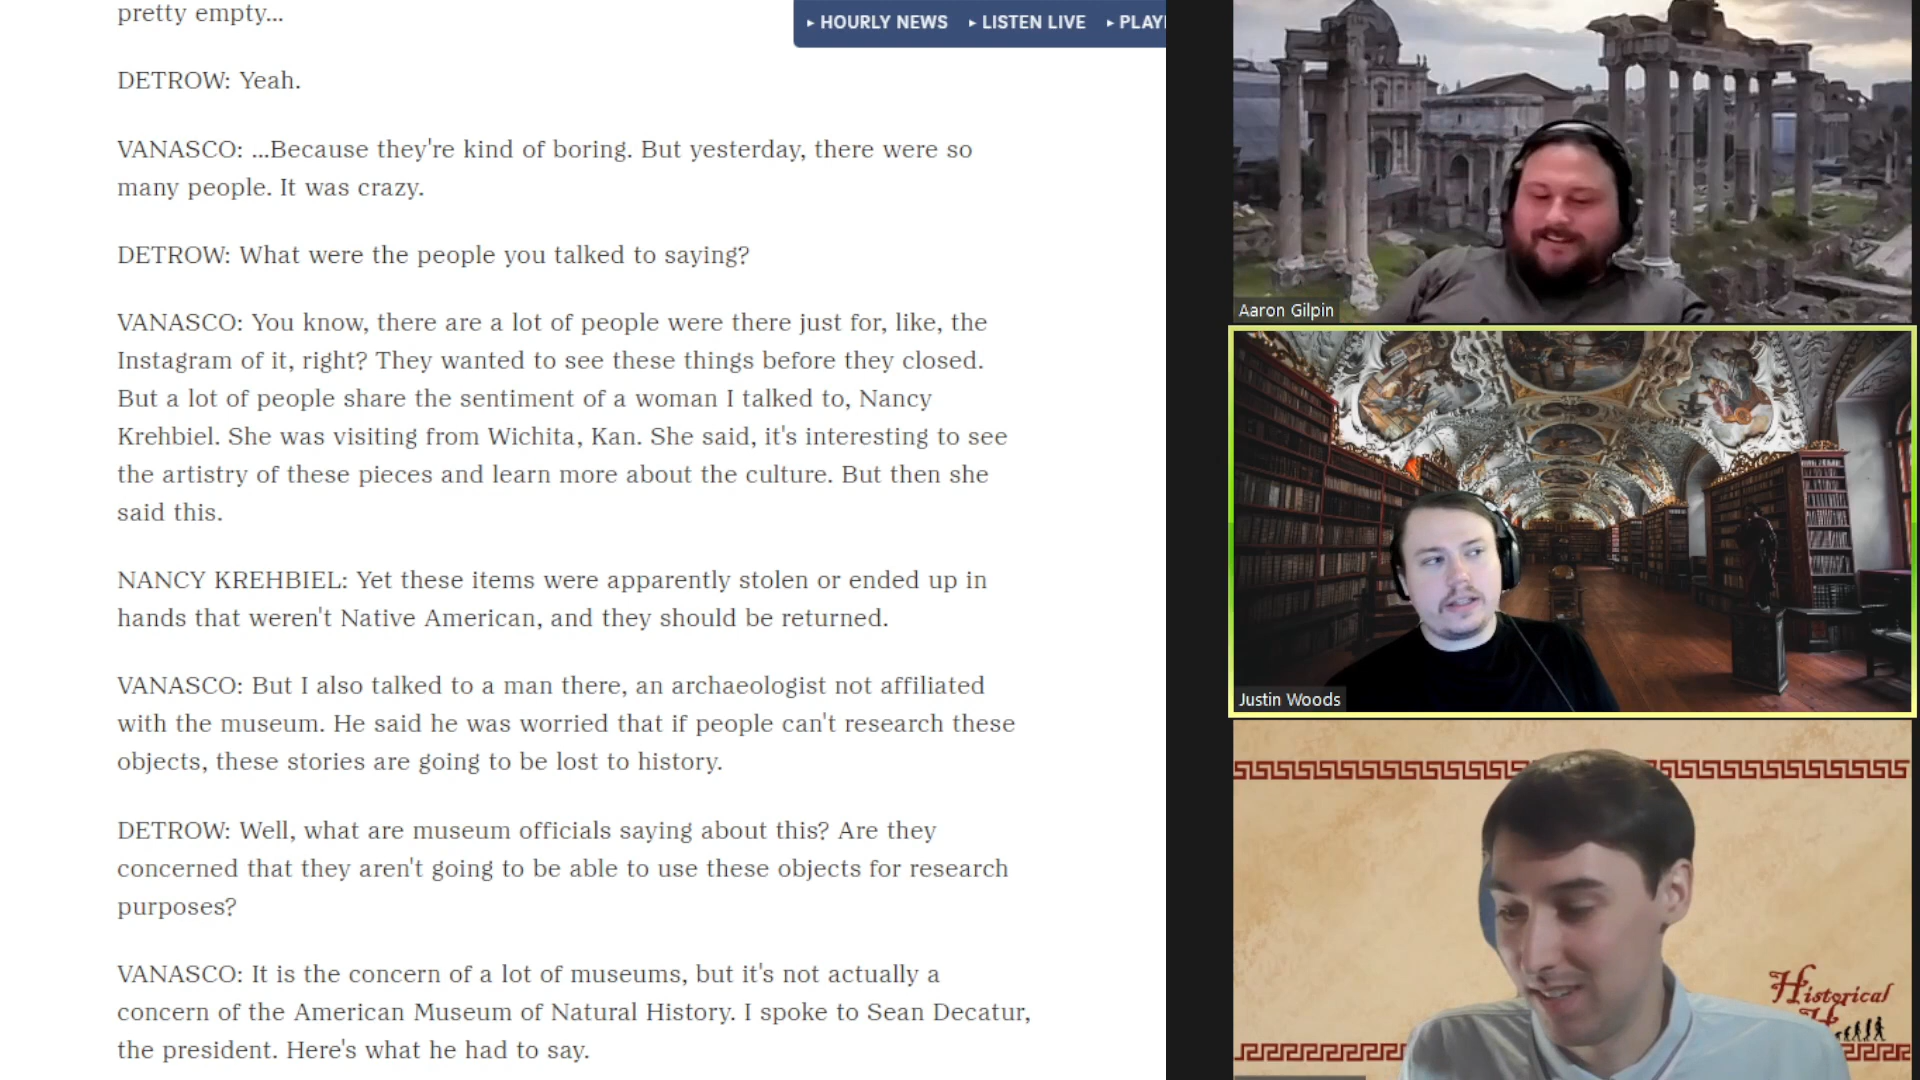 pretty empty...
▸ HOURLY NEWS ▸ LISTEN LIVE ▸ PLAY
DETROW: Yeah.
VANASCO: ...Because they're kind of boring. But yesterday, there were so
many people. It was crazy.
DETROW: What were the people you talked to saying?
VANASCO: You know, there are a lot of people were there just for, like, the
Instagram of it, right? They wanted to see these things before they closed.
But a lot of people share the sentiment of a woman I talked to, Nancy
Krehbiel. She was visiting from Wichita, Kan. She said, it's interesting to see
the artistry of these pieces and learn more about the culture. But then she
said this.
NANCY KREHBIEL: Yet these items were apparently stolen or ended up in
hands that weren't Native American, and they should be returned.
VANASCO: But I also talked to a man there, an archaeologist not affiliated
with the museum. He said he was worried that if people can't research these
objects, these stories are going to be lost to history.
DETROW: Well, what are museum officials saying about this? Are they
concerned that they aren't going to be able to use these objects for research
purposes?
VANASCO: It is the concern of a lot of museums, but it's not actually a
concern of the American Museum of Natural History. I spoke to Sean Decatur,
the president. Here's what he had to say.
Aaron Gilpin
Justin Woods
Historical